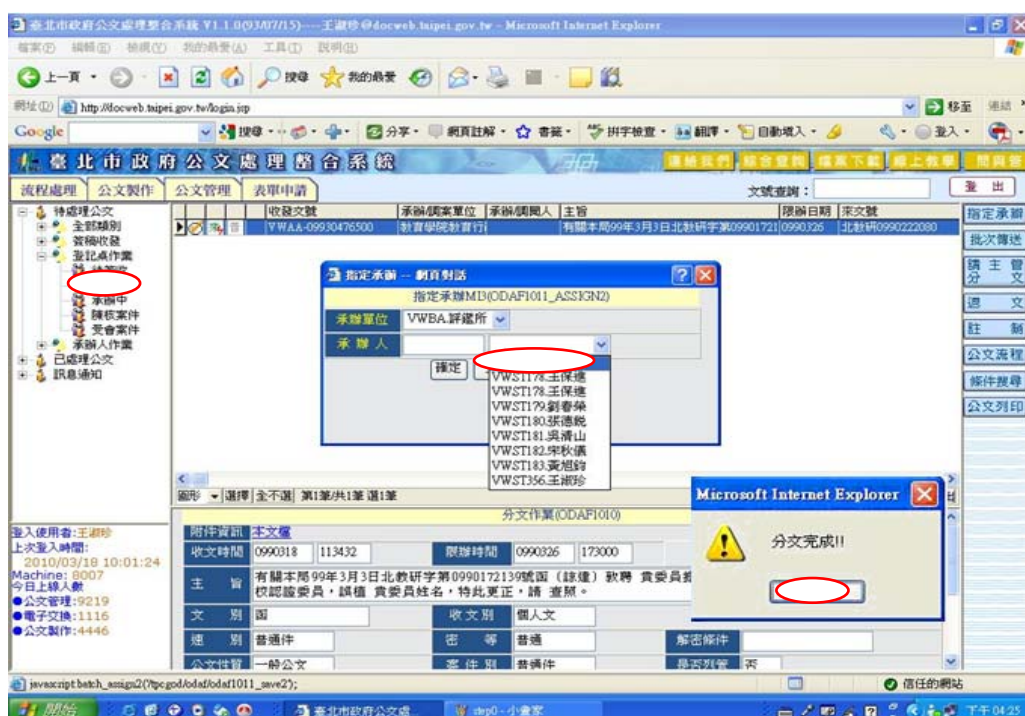 臺北市政府公文處理整合系統 V1.1.0(93/07/15)----王淑珍@docweb.taipei.gov.tw - Microsoft Internet Explorer
檔案(F) 編輯(E) 檢視(V) 我的最愛(A) 工具(T) 說明(H)
上一頁 搜尋 我的最愛
網址(D) http://docweb.taipei.gov.tw/login.jsp 移至 連結
Google 搜尋 分享 網頁註解 書籤 拼字檢查 翻譯 自動填入 登入
臺北市政府公文處理整合系統 連絡我們 綜合查詢 檔案下載 線上教學 問與答
流程處理 公文製作 公文管理 表單申請 文號查詢： 登 出
待處理公文
全部類別
簽稿收發
登記桌作業
承辦中
陳核案件
受會案件
承辦人作業
已處理公文
訊息通知
收發文號 承辦/調案單位 承辦/調閱人 主旨 限辦日期 來文號
VWAA-09930476500 教育學院教育行 有關本局99年3月3日北教研字第09901721 0990326 北教研0990222080
指定承辦
批次傳送
請主管分文
退 文
註 銷
公文流程
條件搜尋
公文列印
指定承辦 -- 網頁對話
指定承辦MI3(ODAF1011_ASSIGN2)
承辦單位 VWBA.評鑑所
承 辦 人
確定
VWST178.王保進
VWST178.王保進
VWST179.劉春榮
VWST180.張德銳
VWST181.吳清山
VWST182.宋秋儀
VWST183.黃旭鈞
VWST356.王淑珍
Microsoft Internet Explorer
分文完成!!
圖形 選擇 全不選 第1筆/共1筆 選1筆
分文作業(ODAF1010)
附件資訊 本文檔
收文時間 0990318 113432 限辦時間 0990326 173000
主 旨 有關本局99年3月3日北教研字第0990172139號函（諒達）敦聘 貴委員
校認證委員，誤植 貴委員姓名，特此更正，請 查照。
文 別 函 收文別 個人文
速 別 普通件 密 等 普通 解密條件
公文性質 一般公文 案件別 普通件 是否列管 否
登入使用者:王淑珍
上次登入時間:
2010/03/18 10:01:24
Machine: 8007
今日上線人數
●公文管理:9219
●電子交換:1116
●公文製作:4446
javascript:batch_assign2('/tpcgod/odaf/odaf1011_save2'); 信任的網站
開始 臺北市政府公文處... step0 - 小畫家 下午 04:25